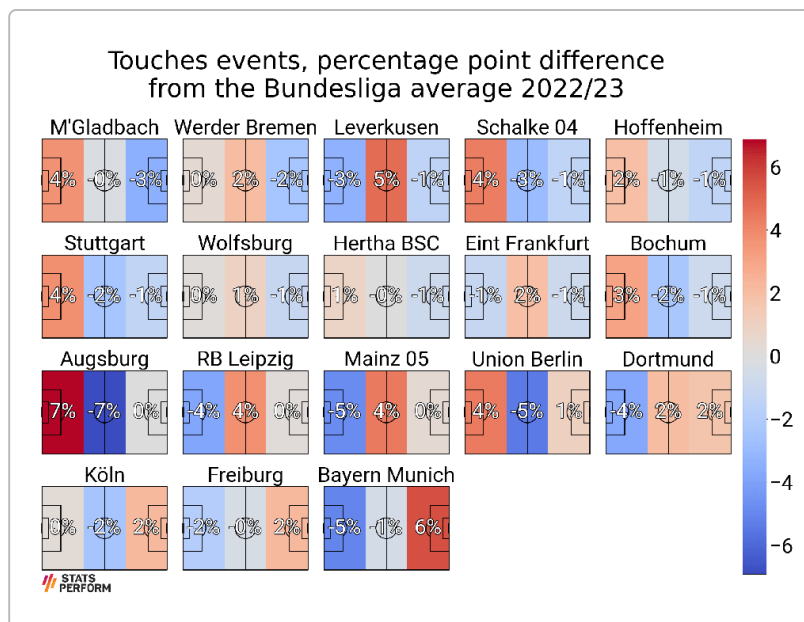 Touches events, percentage point difference
from the Bundesliga average 2022/23
M'Gladbach Werder Bremen Leverkusen Schalke 04 Hoffenheim
4% -0% -3% 0% 2% -2% -3% 5% -1% 4% -3% -1% 2% -1% -1%
Stuttgart Wolfsburg Hertha BSC Eint Frankfurt Bochum
4% -2% -1% 0% 1% -1% 1% -0% -1% -1% 2% -1% 3% -2% -1%
Augsburg RB Leipzig Mainz 05 Union Berlin Dortmund
7% -7% 0% -4% 4% 0% -5% 4% 0% 4% -5% 1% -4% 2% 2%
Köln Freiburg Bayern Munich
0% -2% 2% -2% -0% 2% -5% -1% 6%
6
4
2
0
−2
−4
−6
STATS
PERFORM